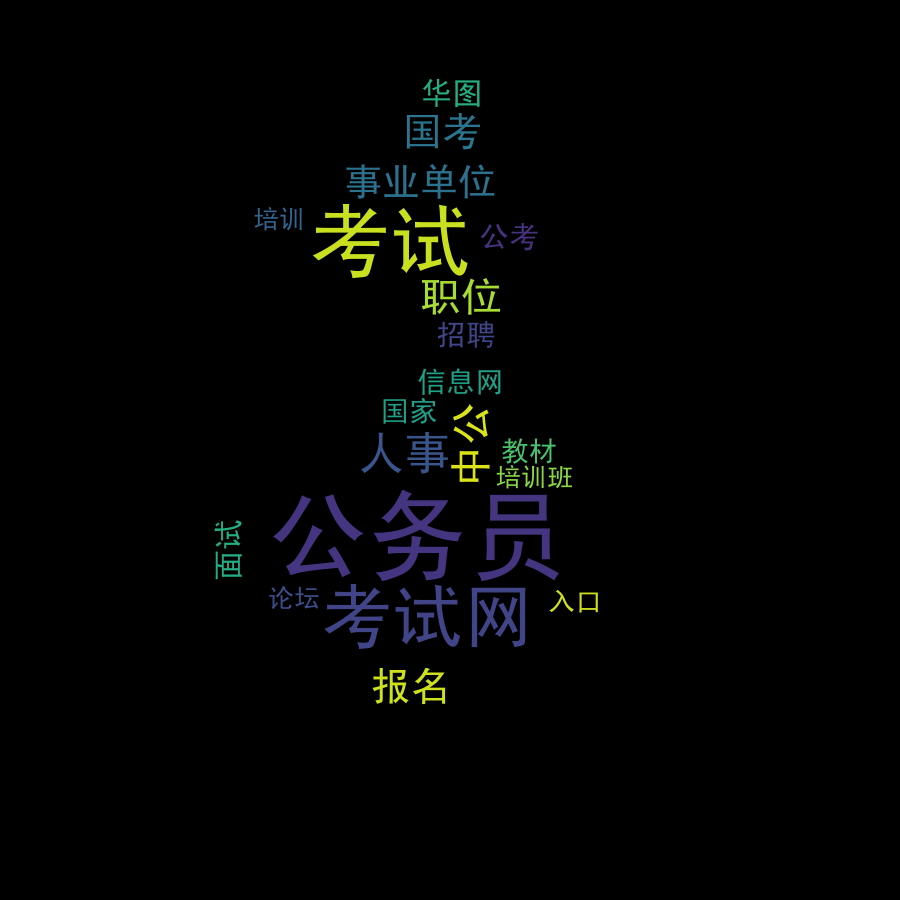 华图
国考
事业单位
培训
考试
公考
职位
招聘
信息网
国家
中公
人事
教材
培训班
公务员
面试
论坛
考试网
入口
报名